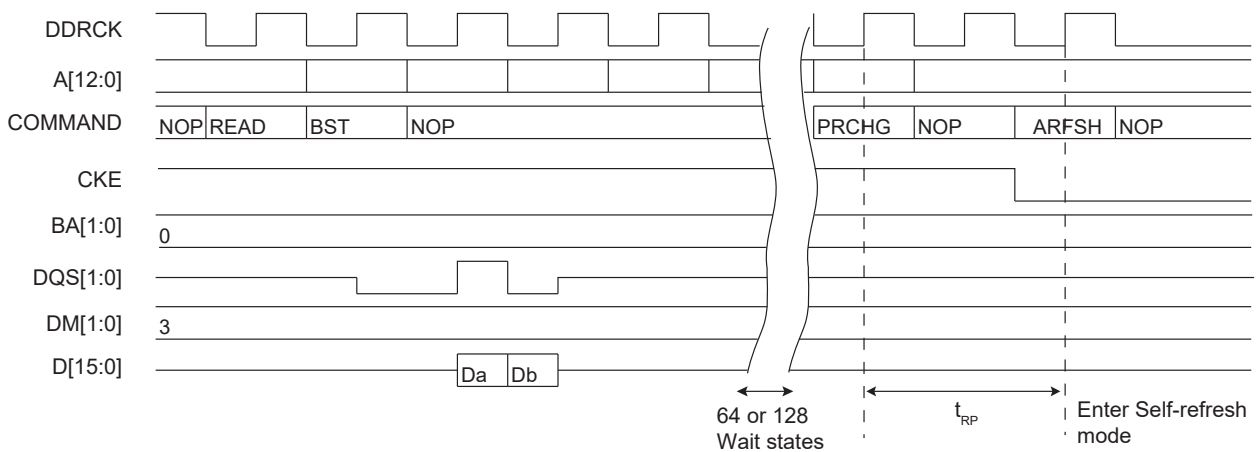 DDRCK
A[12:0]
COMMAND NOP READ BST NOP PRCHG NOP ARFSH NOP
CKE
BA[1:0] 0
DQS[1:0]
DM[1:0] 3
D[15:0] Da Db
64 or 128
Wait states
tRP
Enter Self-refresh
mode